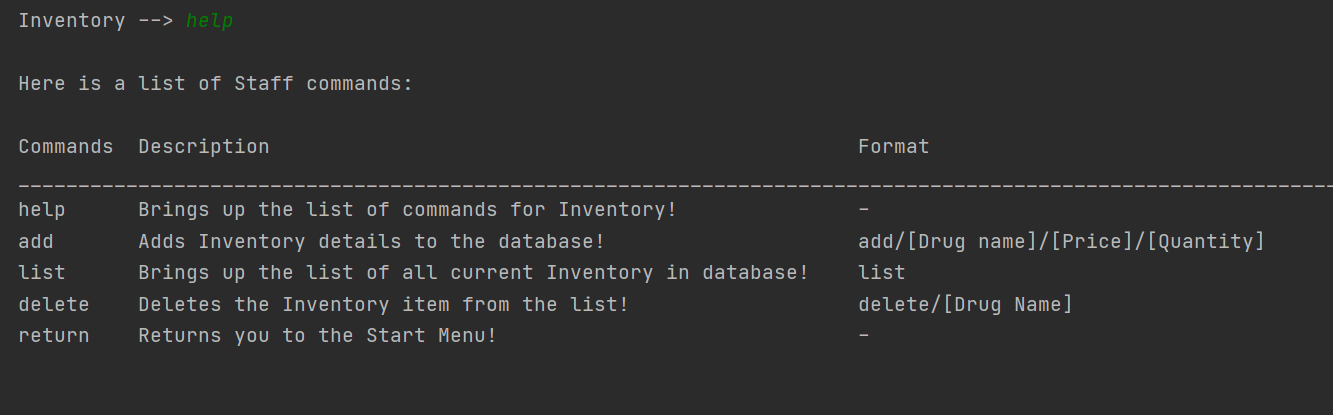 Inventory --> help
Here is a list of Staff commands:
Commands  Description                                                 Format
______________________________________________________________________________________________________________
help      Brings up the list of commands for Inventory!               -
add       Adds Inventory details to the database!                     add/[Drug name]/[Price]/[Quantity]
list      Brings up the list of all current Inventory in database!    list
delete    Deletes the Inventory item from the list!                   delete/[Drug Name]
return    Returns you to the Start Menu!                              -